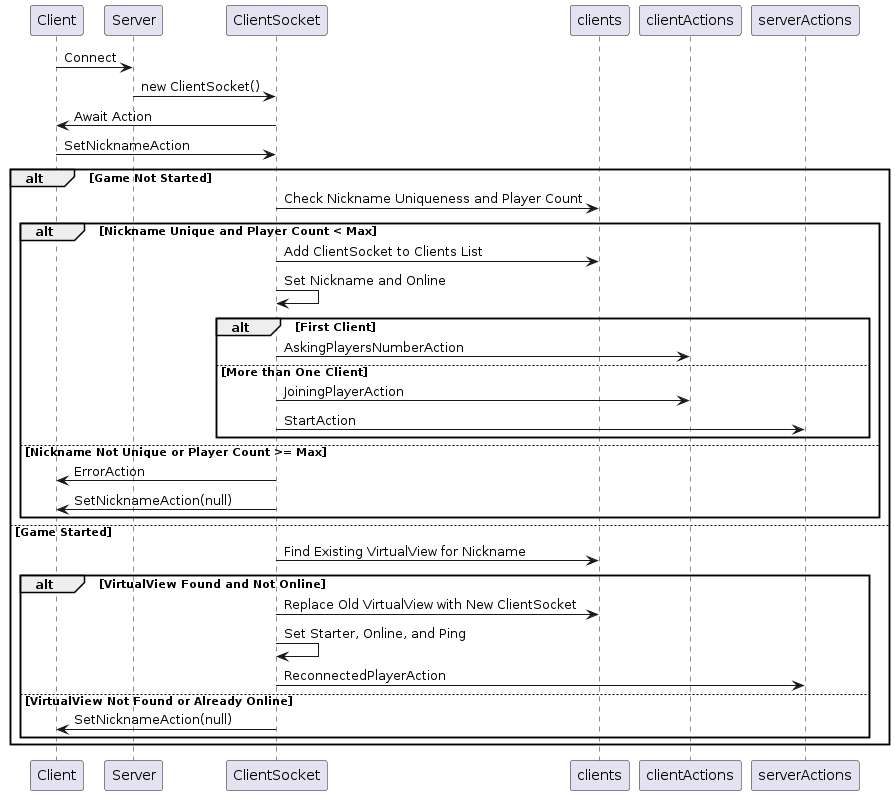 Client Server ClientSocket clients clientActions serverActions
Connect
new ClientSocket()
Await Action
SetNicknameAction
alt [Game Not Started]
Check Nickname Uniqueness and Player Count
alt [Nickname Unique and Player Count < Max]
Add ClientSocket to Clients List
Set Nickname and Online
alt [First Client]
AskingPlayersNumberAction
[More than One Client]
JoiningPlayerAction
StartAction
[Nickname Not Unique or Player Count >= Max]
ErrorAction
SetNicknameAction(null)
[Game Started]
Find Existing VirtualView for Nickname
alt [VirtualView Found and Not Online]
Replace Old VirtualView with New ClientSocket
Set Starter, Online, and Ping
ReconnectedPlayerAction
[VirtualView Not Found or Already Online]
SetNicknameAction(null)
Client Server ClientSocket clients clientActions serverActions